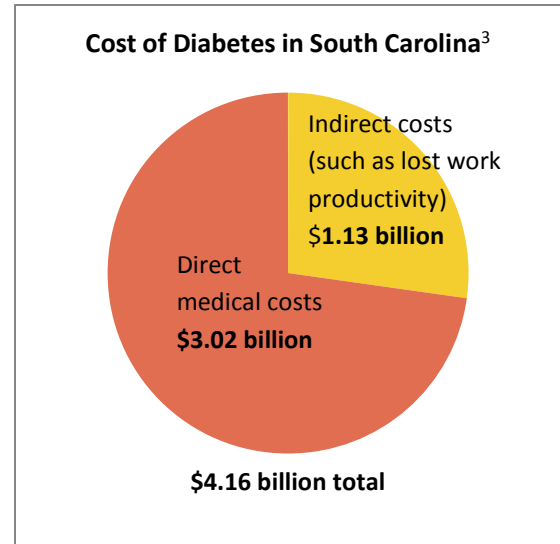 Cost of Diabetes in South Carolina³
Indirect costs
(such as lost work
productivity)
$1.13 billion
Direct
medical costs
$3.02 billion
$4.16 billion total